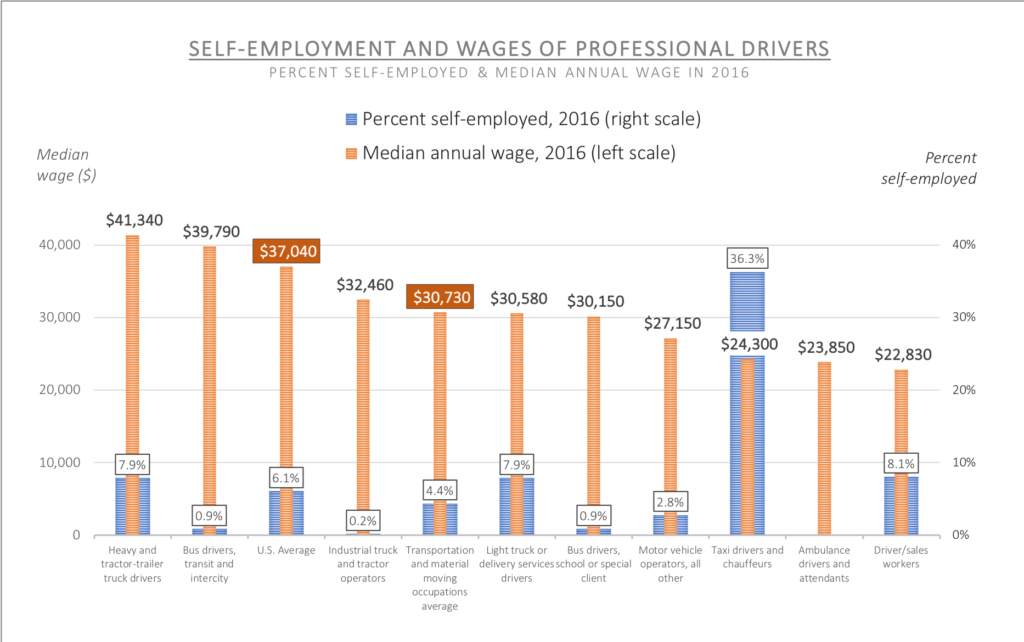 SELF-EMPLOYMENT AND WAGES OF PROFESSIONAL DRIVERS
PERCENT SELF-EMPLOYED & MEDIAN ANNUAL WAGE IN 2016
Percent self-employed, 2016 (right scale)
Median annual wage, 2016 (left scale)
Median
wage ($)
Percent
self-employed
40,000
30,000
20,000
10,000
0
$41,340
$39,790
$37,040
$32,460
$30,730
$30,580
$30,150
$27,150
$24,300
$23,850
$22,830
7.9%
0.9%
6.1%
0.2%
4.4%
7.9%
0.9%
2.8%
36.3%
8.1%
40%
30%
20%
10%
0%
Heavy and
tractor-trailer
truck drivers
Bus drivers,
transit and
intercity
U.S. Average
Industrial truck
and tractor
operators
Transportation
and material
moving
occupations
average
Light truck or
delivery services
drivers
Bus drivers,
school or special
client
Motor vehicle
operators, all
other
Taxi drivers and
chauffeurs
Ambulance
drivers and
attendants
Driver/sales
workers